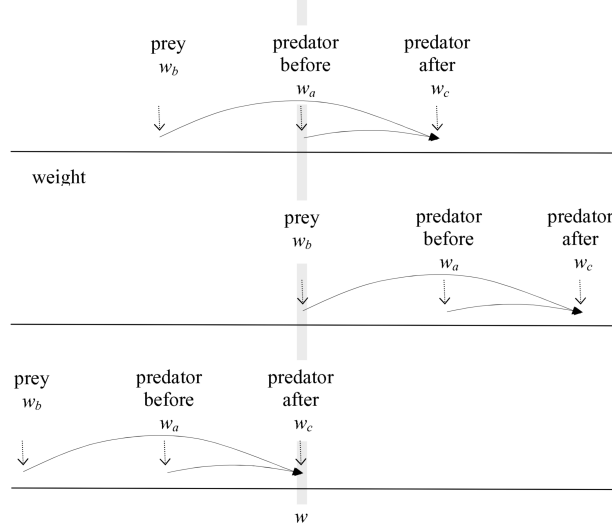 prey
w_b
predator
before
w_a
predator
after
w_c
weight
prey
w_b
predator
before
w_a
predator
after
w_c
prey
w_b
predator
before
w_a
predator
after
w_c
w